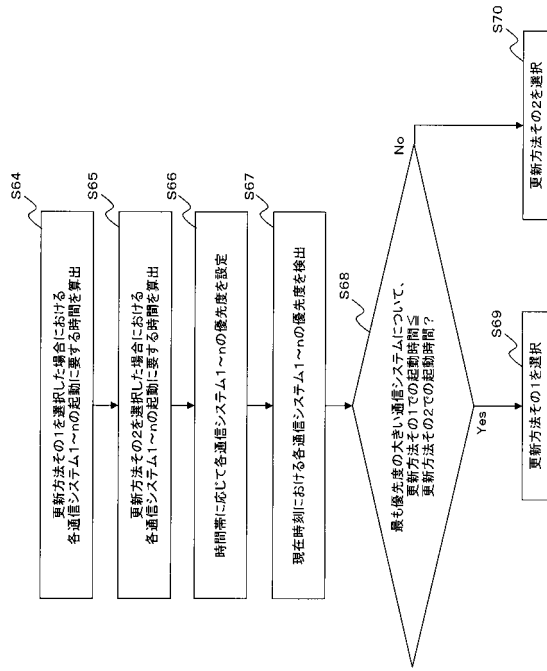 S64
更新方法その1を選択した場合における
各通信システム1~nの起動に要する時間を算出
S65
更新方法その2を選択した場合における
各通信システム1~nの起動に要する時間を算出
S66
時間帯に応じて各通信システム1~nの優先度を設定
S67
現在時刻における各通信システム1~nの優先度を検出
S68
最も優先度の大きい通信システムについて、
更新方法その1での起動時間≦
更新方法その2での起動時間?
Yes
No
S69
更新方法その1を選択
S70
更新方法その2を選択